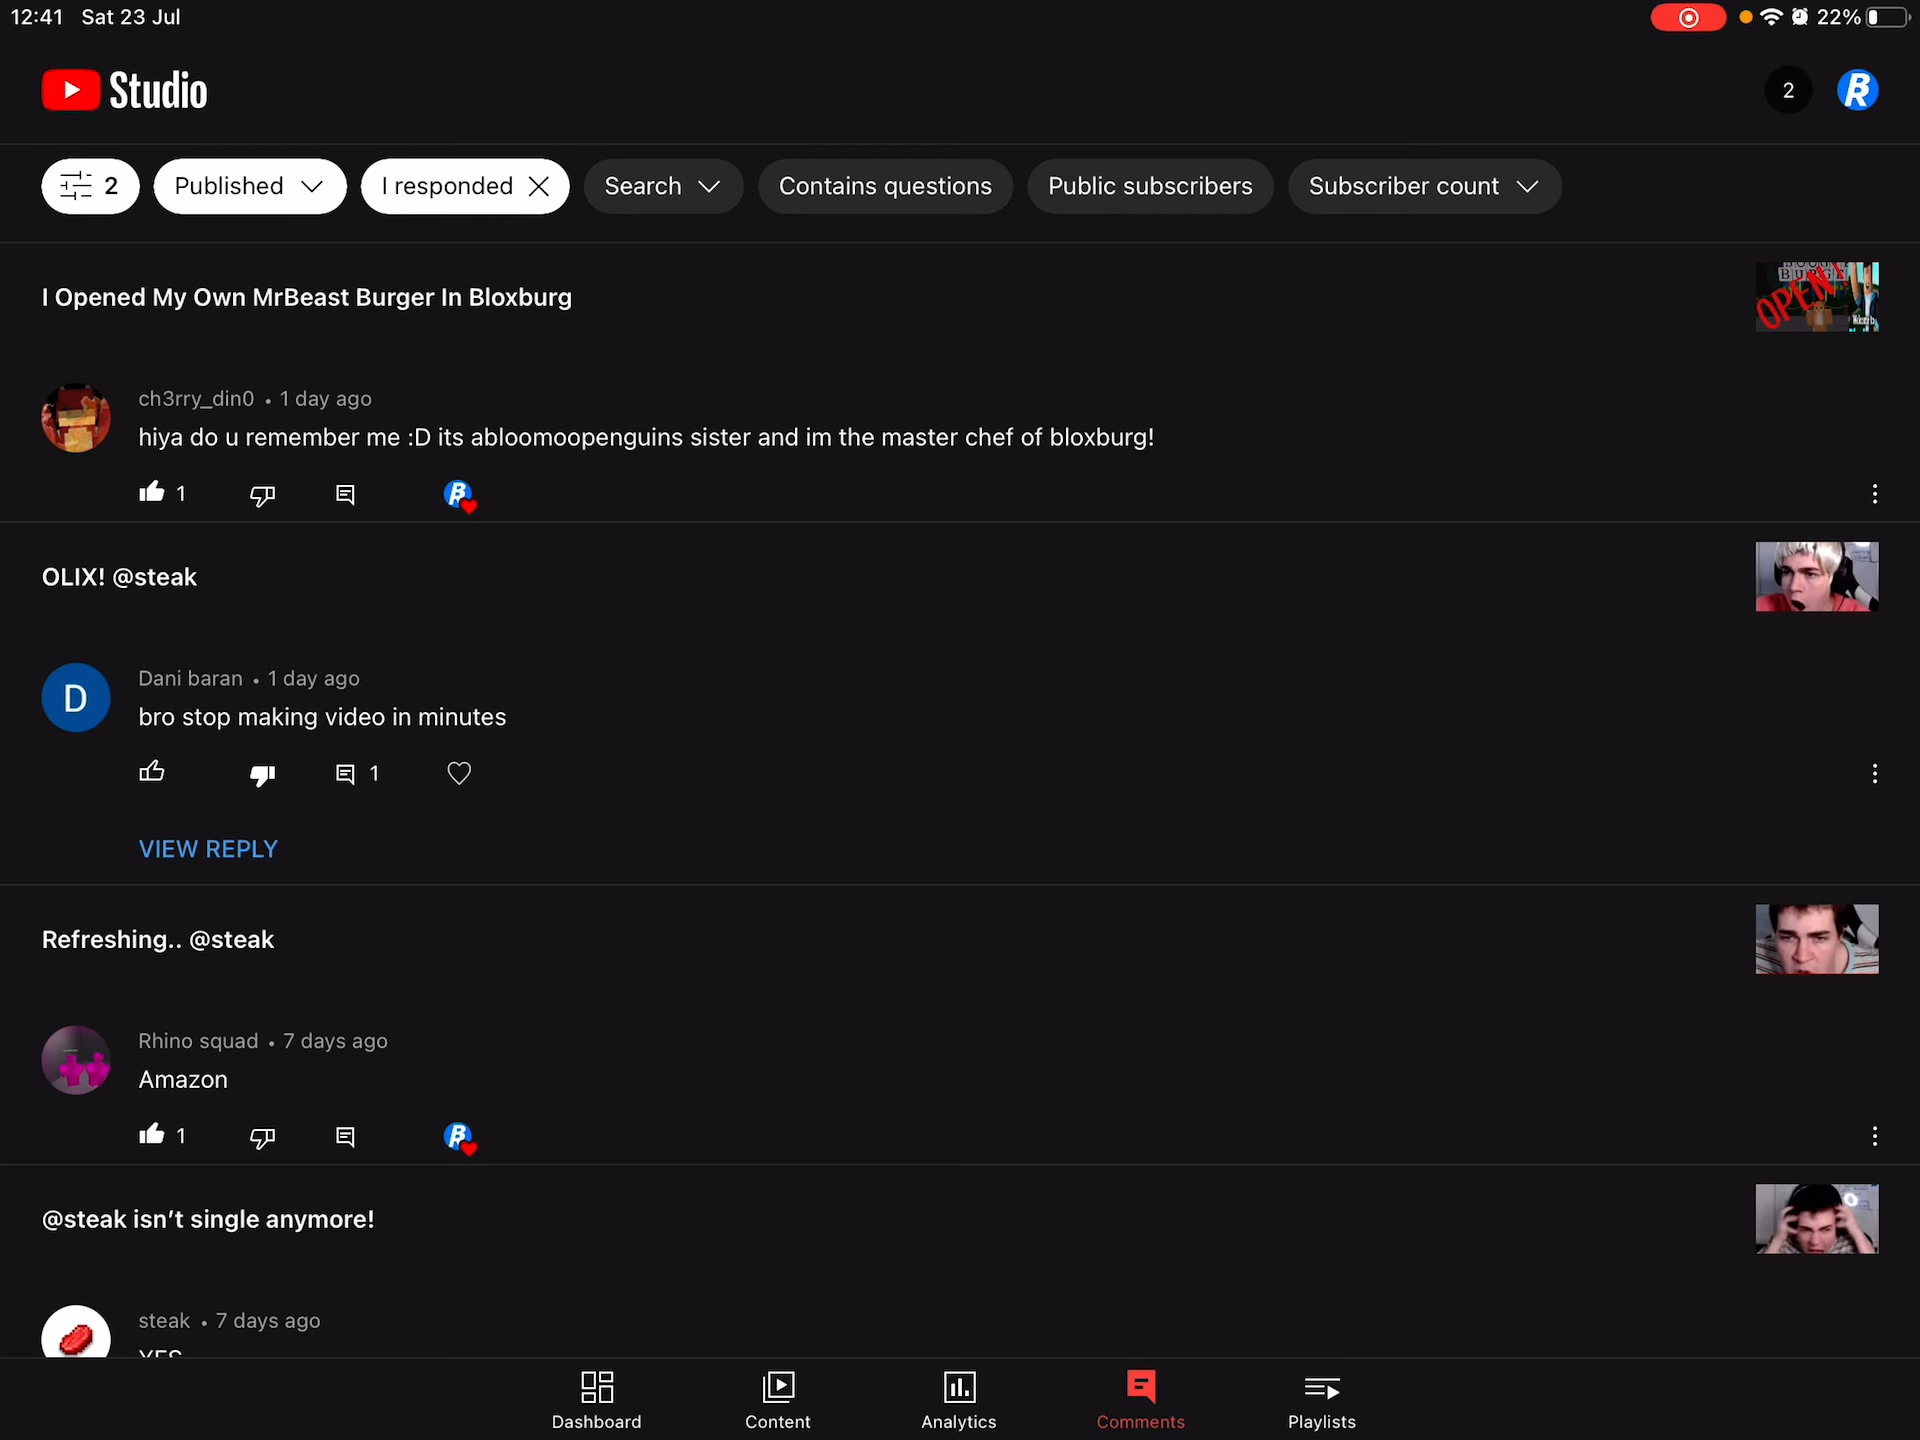 12:41 Sat 23 Jul
22%
Studio
2
2 Published I responded Search Contains questions Public subscribers Subscriber count
I Opened My Own MrBeast Burger In Bloxburg
OPEN!
ch3rry_din0 • 1 day ago
hiya do u remember me :D its abloomoopenguins sister and im the master chef of bloxburg!
1
OLIX! @steak
D
Dani baran • 1 day ago
bro stop making video in minutes
1
VIEW REPLY
Refreshing.. @steak
Rhino squad • 7 days ago
Amazon
1
@steak isn't single anymore!
steak • 7 days ago
YES
Dashboard Content Analytics Comments Playlists